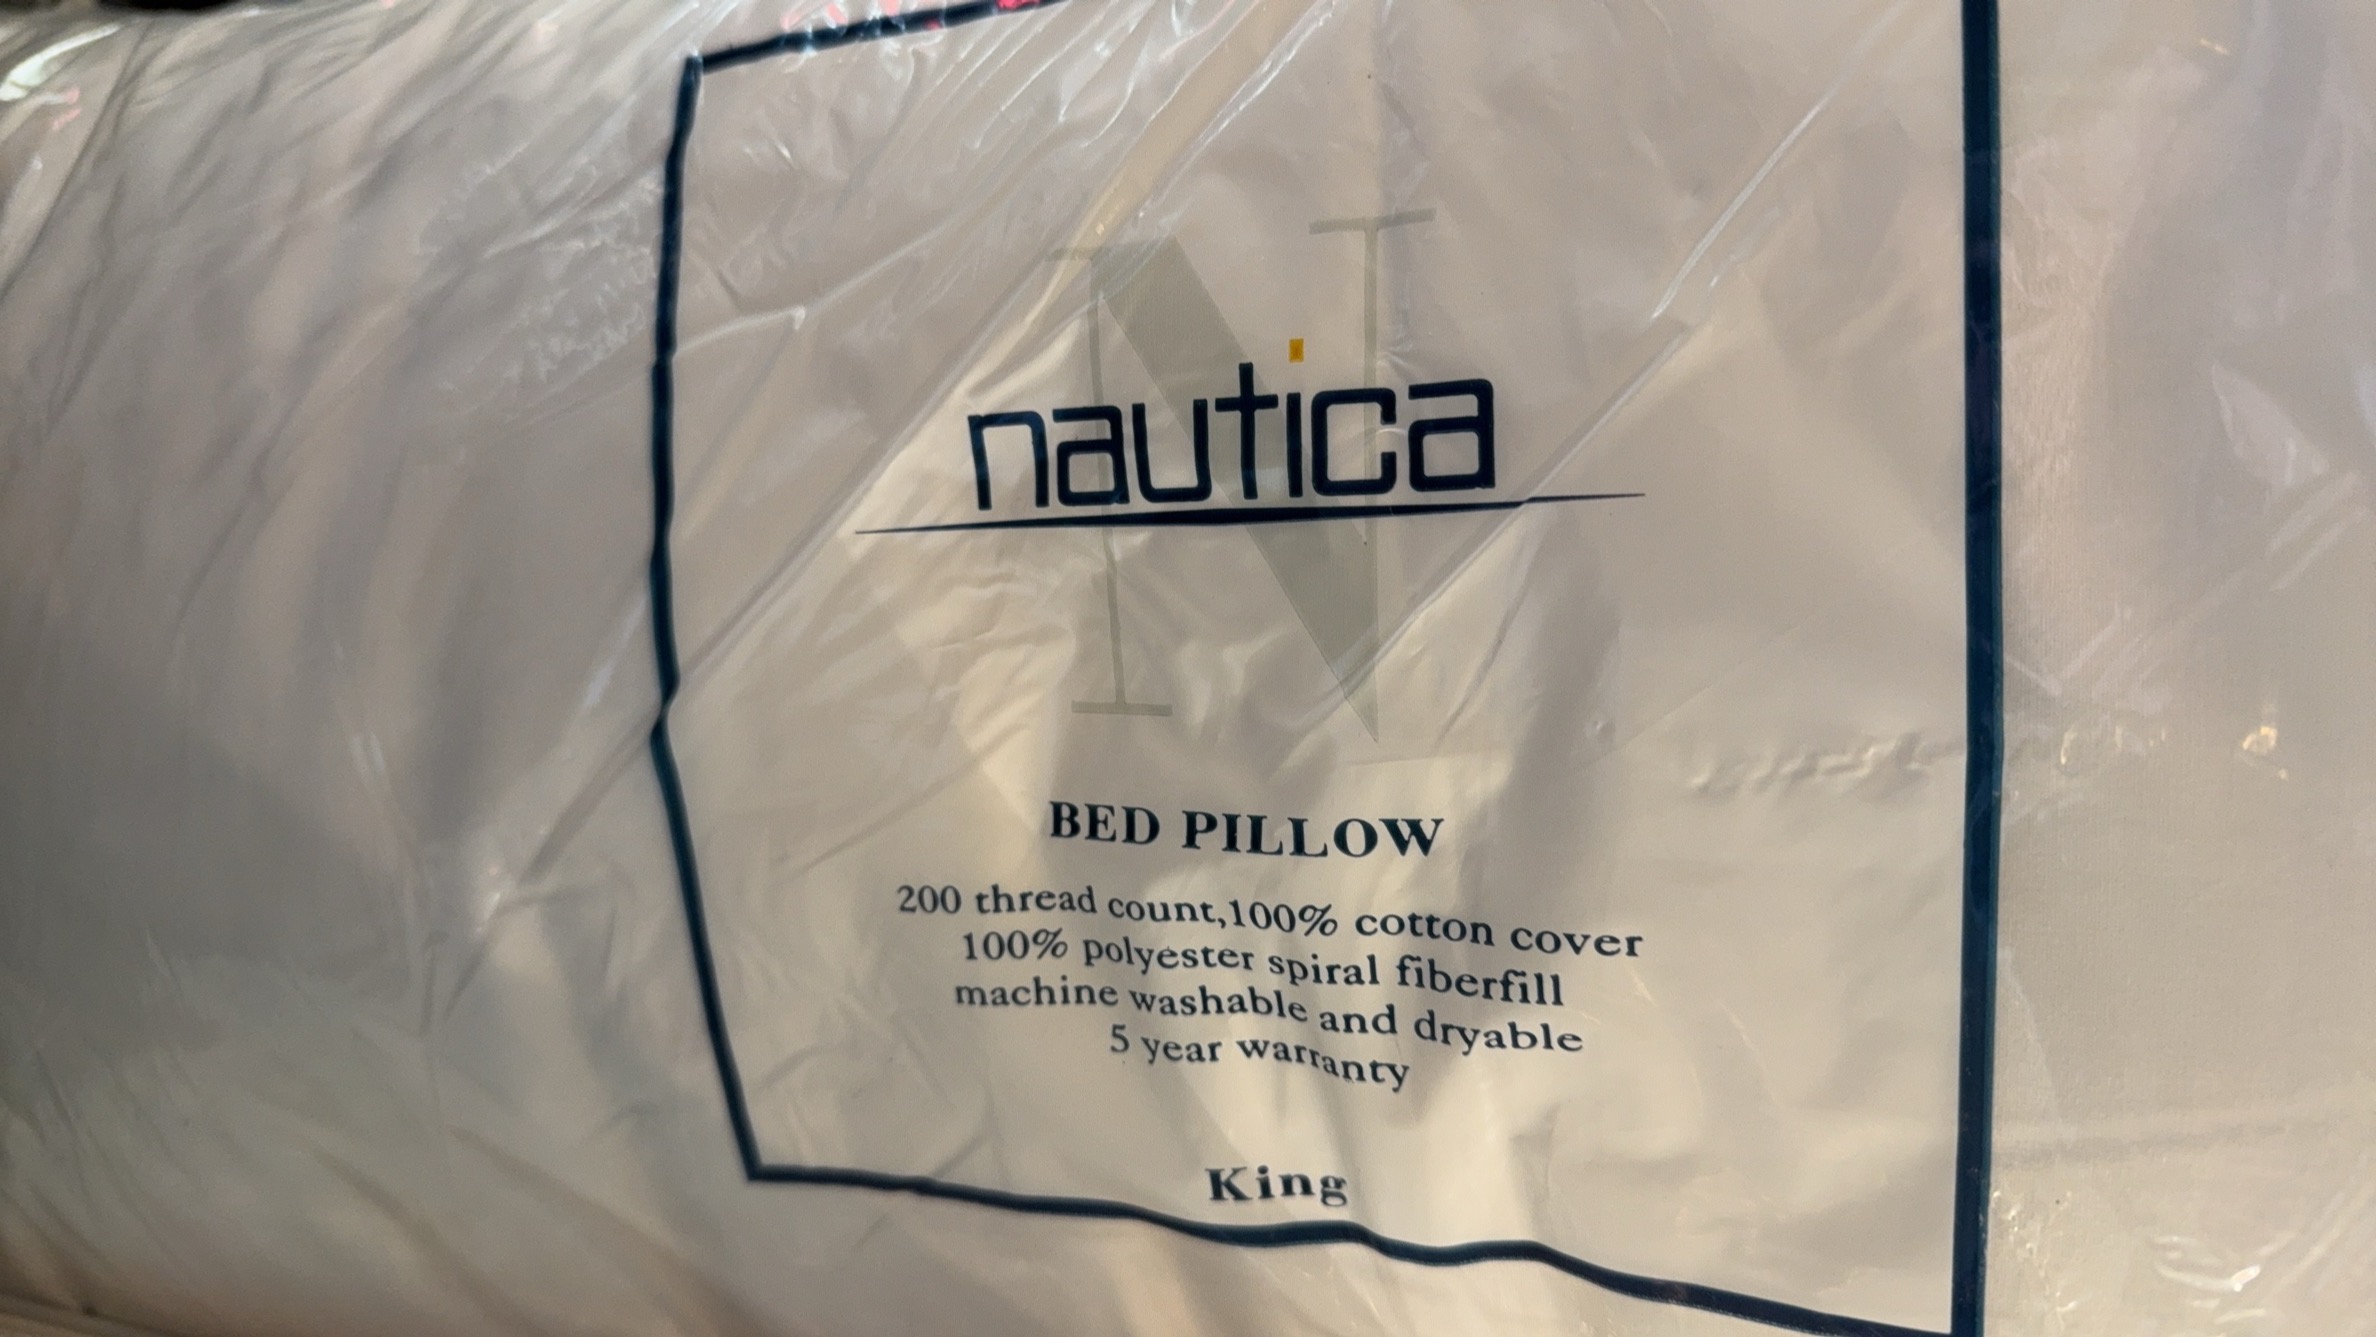 N
nautica
BED PILLOW
200 thread count,100% cotton cover
100% polyester spiral fiberfill
machine washable and dryable
5 year warranty
King